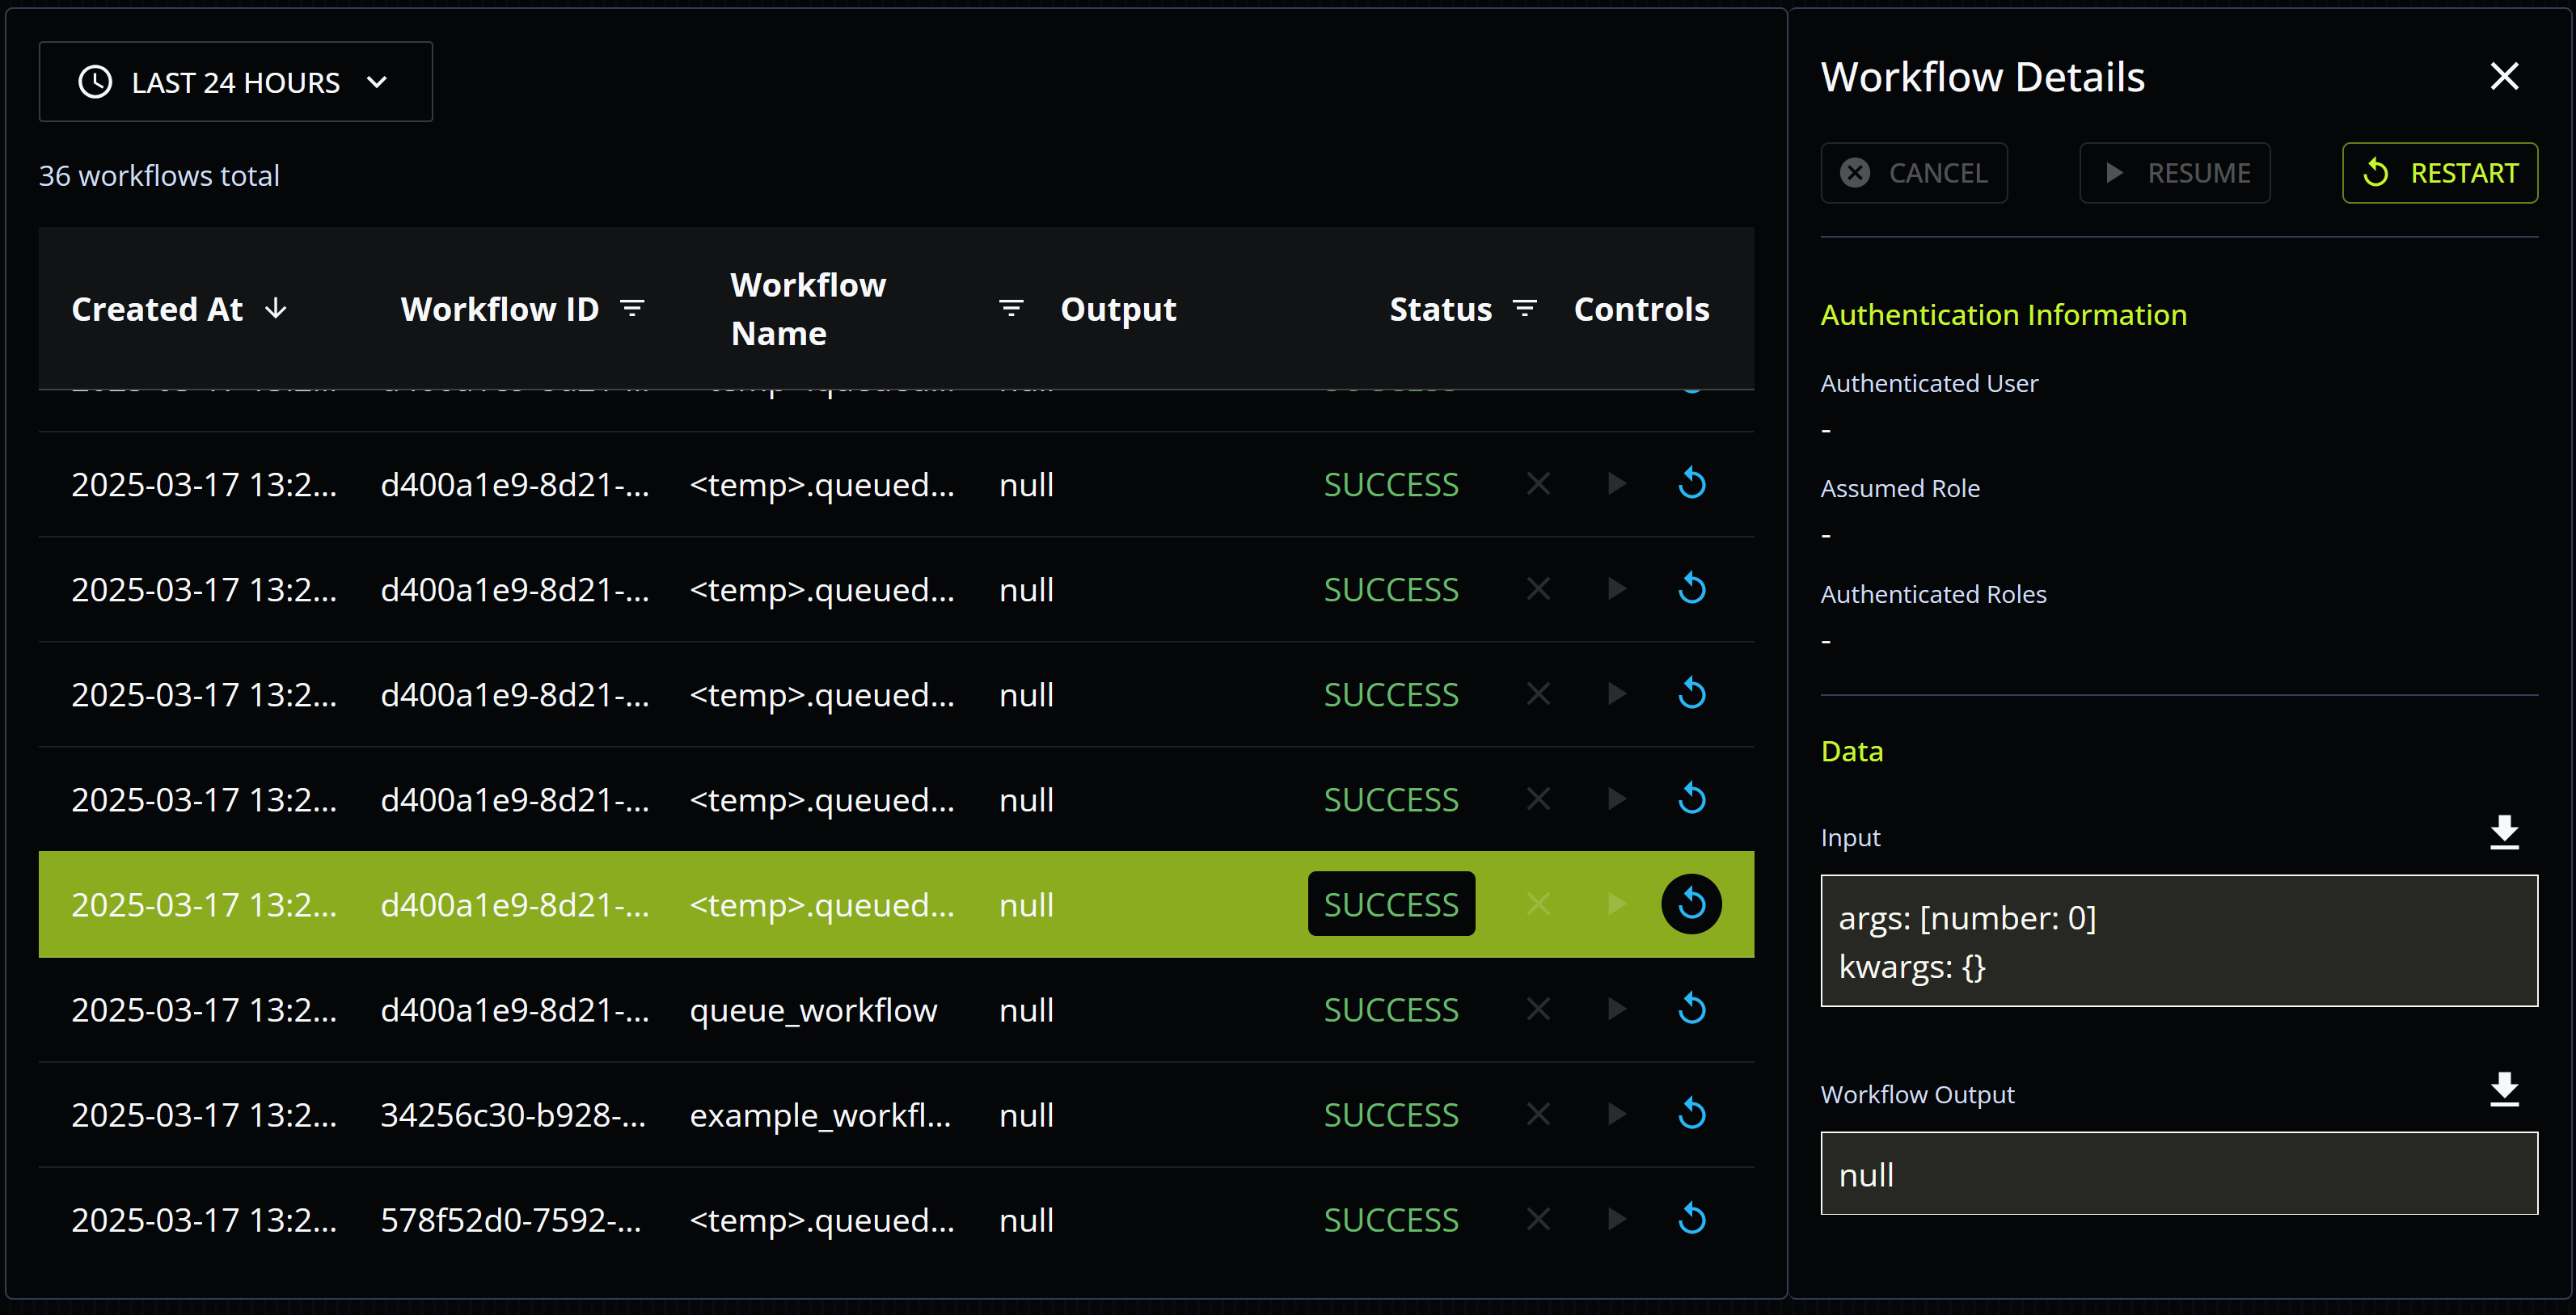 LAST 24 HOURS
36 workflows total
Created At Workflow ID Workflow Name Output Status Controls
2025-03-17 13:2... d400a1e9-8d21-... <temp>.queued... null SUCCESS
2025-03-17 13:2... d400a1e9-8d21-... <temp>.queued... null SUCCESS
2025-03-17 13:2... d400a1e9-8d21-... <temp>.queued... null SUCCESS
2025-03-17 13:2... d400a1e9-8d21-... <temp>.queued... null SUCCESS
2025-03-17 13:2... d400a1e9-8d21-... <temp>.queued... null SUCCESS
2025-03-17 13:2... d400a1e9-8d21-... queue_workflow null SUCCESS
2025-03-17 13:2... 34256c30-b928-... example_workfl... null SUCCESS
2025-03-17 13:2... 578f52d0-7592-... <temp>.queued... null SUCCESS
Workflow Details
CANCEL RESUME RESTART
Authentication Information
Authenticated User
-
Assumed Role
-
Authenticated Roles
-
Data
Input
args: [number: 0]
kwargs: {}
Workflow Output
null